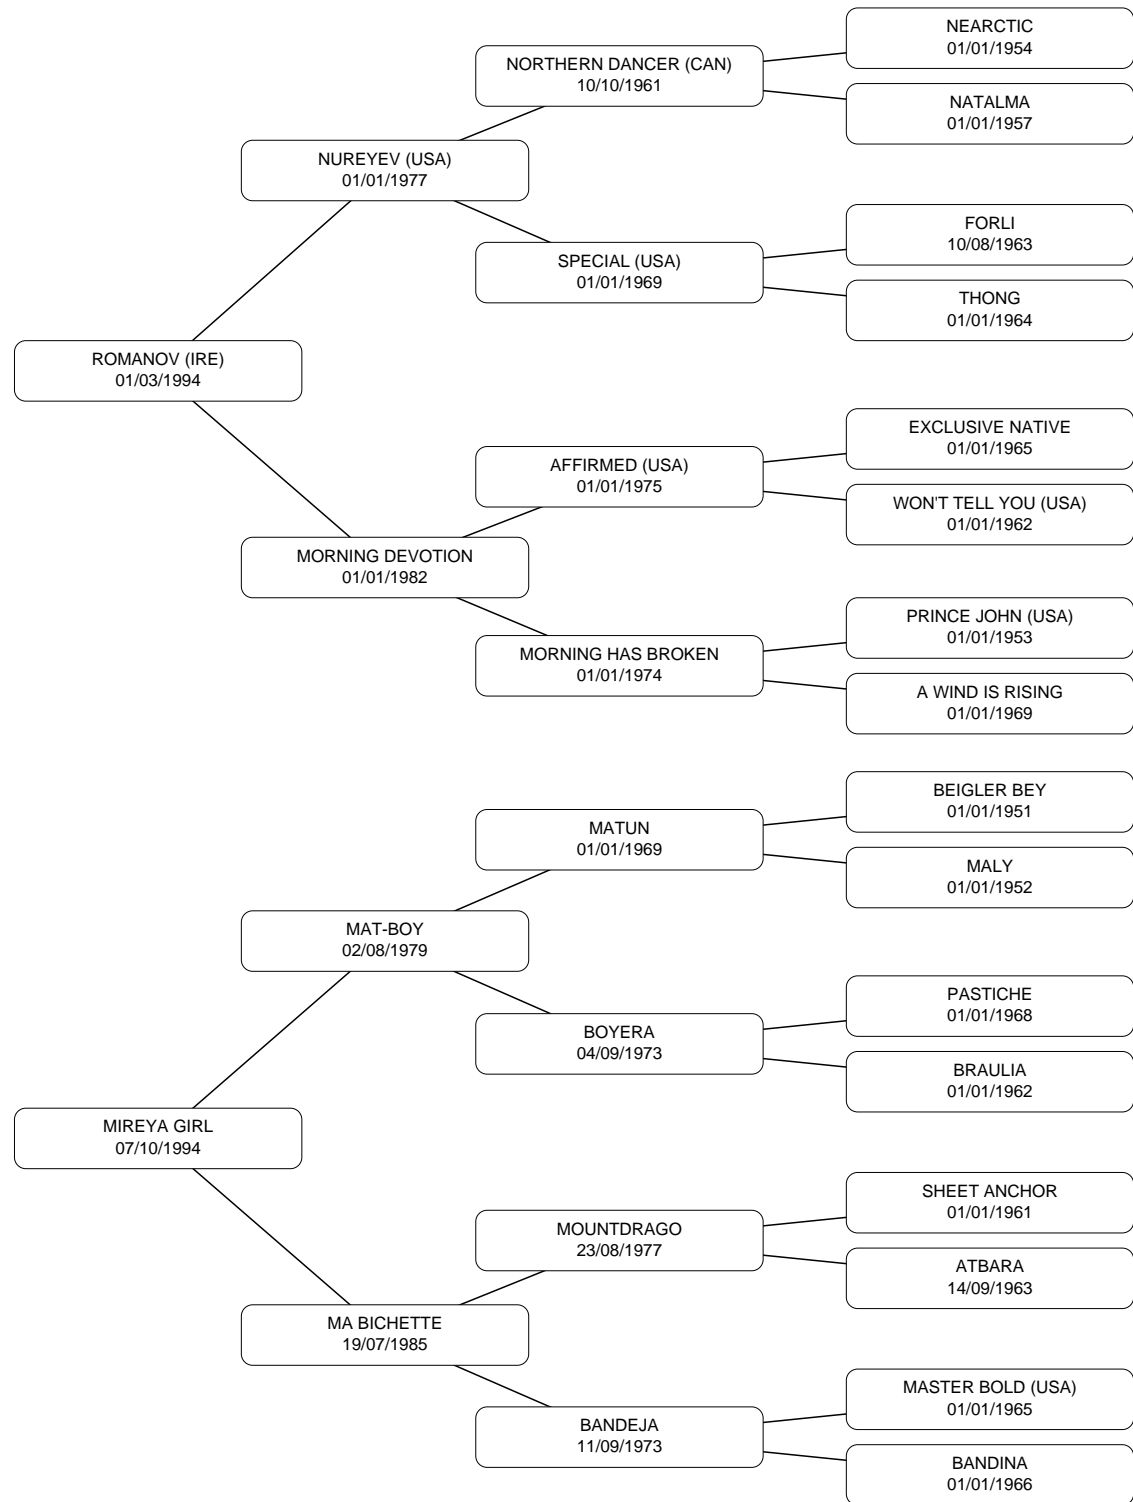 NEARCTIC
01/01/1954
NORTHERN DANCER (CAN)
10/10/1961
NATALMA
01/01/1957
NUREYEV (USA)
01/01/1977
FORLI
10/08/1963
SPECIAL (USA)
01/01/1969
THONG
01/01/1964
ROMANOV (IRE)
01/03/1994
EXCLUSIVE NATIVE
01/01/1965
AFFIRMED (USA)
01/01/1975
WON'T TELL YOU (USA)
01/01/1962
MORNING DEVOTION
01/01/1982
PRINCE JOHN (USA)
01/01/1953
MORNING HAS BROKEN
01/01/1974
A WIND IS RISING
01/01/1969
BEIGLER BEY
01/01/1951
MATUN
01/01/1969
MALY
01/01/1952
MAT-BOY
02/08/1979
PASTICHE
01/01/1968
BOYERA
04/09/1973
BRAULIA
01/01/1962
MIREYA GIRL
07/10/1994
SHEET ANCHOR
01/01/1961
MOUNTDRAGO
23/08/1977
ATBARA
14/09/1963
MA BICHETTE
19/07/1985
MASTER BOLD (USA)
01/01/1965
BANDEJA
11/09/1973
BANDINA
01/01/1966